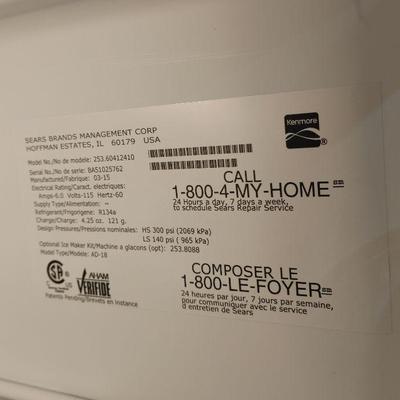 SEARS BRANDS MANAGEMENT CORP
HOFFMAN ESTATES, IL 60179 USA
Model No./No de modele: 253.60412410
Serial No./No de série: BA51025762
Manufactured/Fabrique: 03-15
Electrical Rating/Caract. electriques:
Amps-6.0 Volts-115 Hertz-60
Supply Type/Alimentation: ~
Refrigerant/Frigorigene: R134a
Charge/Charge: 4.25 oz. 121 g.
Design Pressures/Pressions nominales: HS 300 psi (2069 kPa)
LS 140 psi ( 965 kPa)
Optional Ice Maker Kit/Machine a glacons (opt): 253.8088
Model Type/Modele: AD-18
Kenmore
®
CALL
1-800-4-MY-HOME
24 Hours a day, 7 days a week,
to schedule Sears Repair Service
COMPOSER LE
1-800-LE-FOYER
24 heures par jour, 7 jours par semaine,
pour communiquer avec le service
d entretien de Sears
AHAM
VERIFIDE
Patents Pending/Brevets en Instance